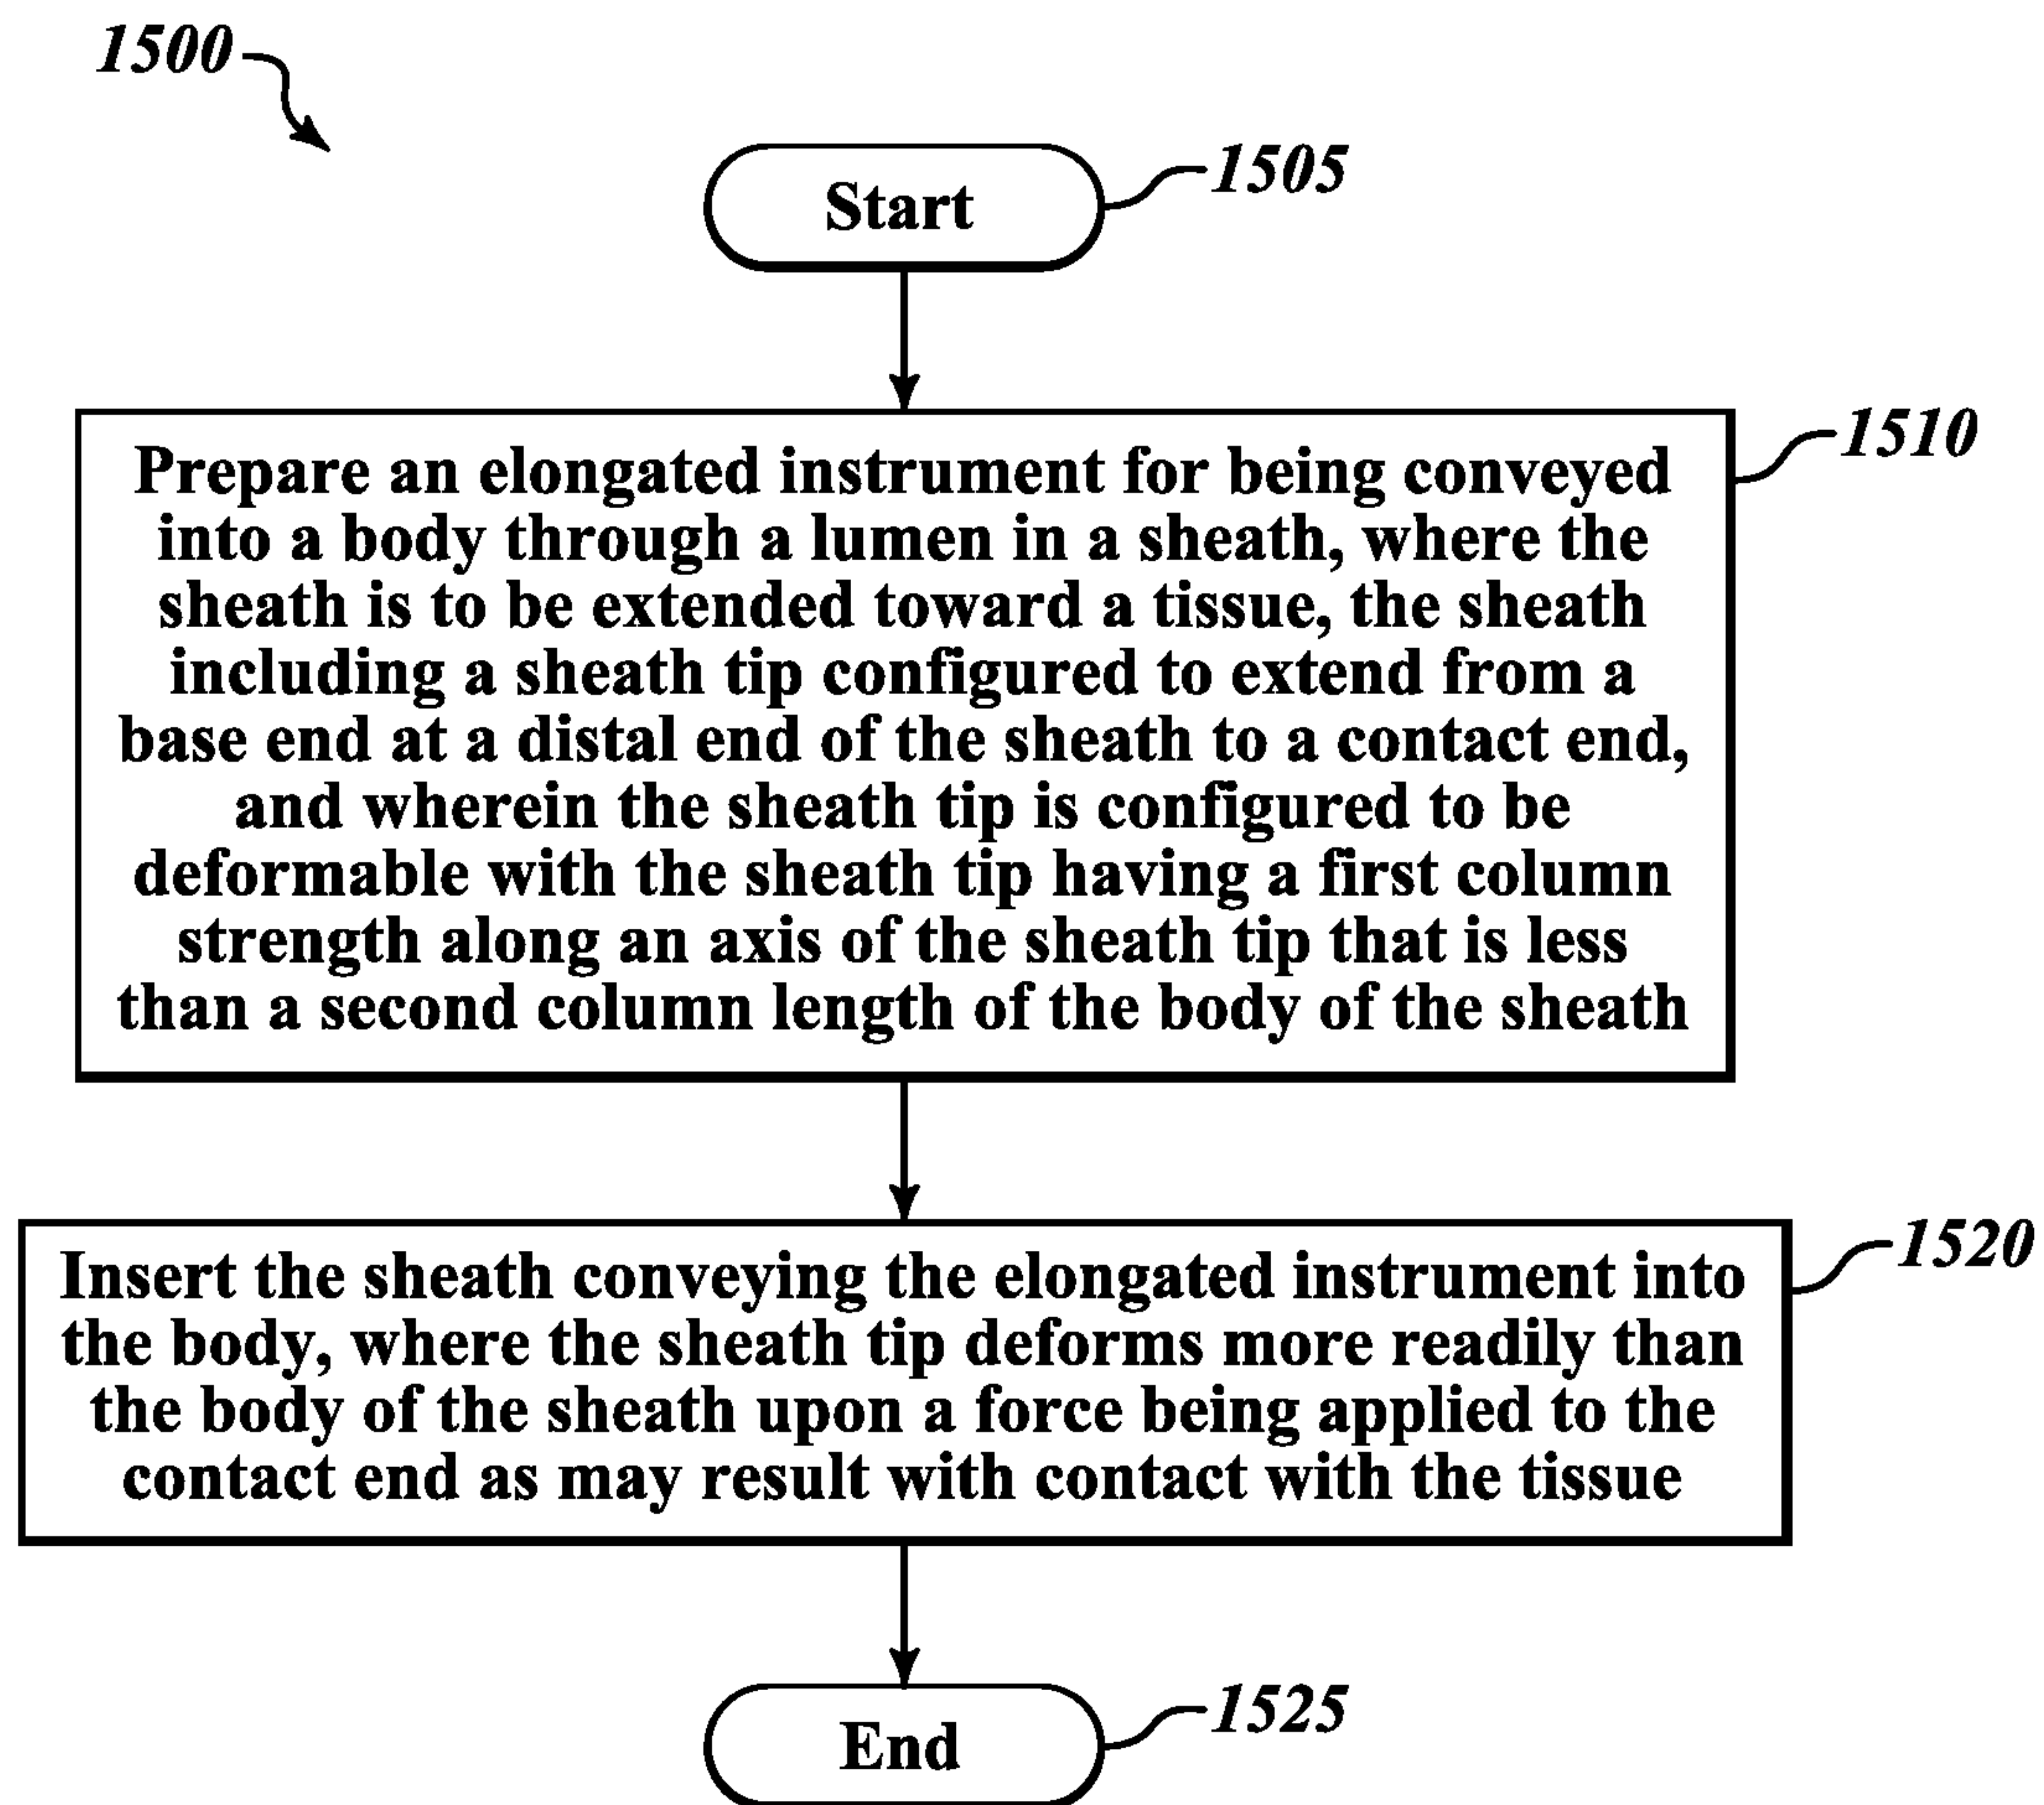 1500
Start
1505
Prepare an elongated instrument for being conveyed
into a body through a lumen in a sheath, where the
sheath is to be extended toward a tissue, the sheath
including a sheath tip configured to extend from a
base end at a distal end of the sheath to a contact end,
and wherein the sheath tip is configured to be
deformable with the sheath tip having a first column
strength along an axis of the sheath tip that is less
than a second column length of the body of the sheath
1510
Insert the sheath conveying the elongated instrument into
the body, where the sheath tip deforms more readily than
the body of the sheath upon a force being applied to the
contact end as may result with contact with the tissue
1520
End
1525